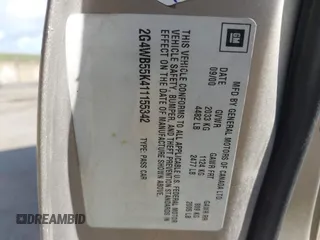 GM
MFD BY GENERAL MOTORS OF CANADA LTD
DATE GVWR GAWR FRT GAWR RR
09/00 2033 KG 1124 KG 909 KG
4482 LB 2477 LB 2005 LB
THIS VEHICLE CONFORMS TO ALL APPLICABLE U.S. FEDERAL MOTOR
VEHICLE SAFETY, BUMPER, AND THEFT PREVENTION STANDARDS IN
EFFECT ON THE DATE OF MANUFACTURE SHOWN ABOVE.
2G4WB55K411155342 TYPE: PASS CAR
DREAMBID